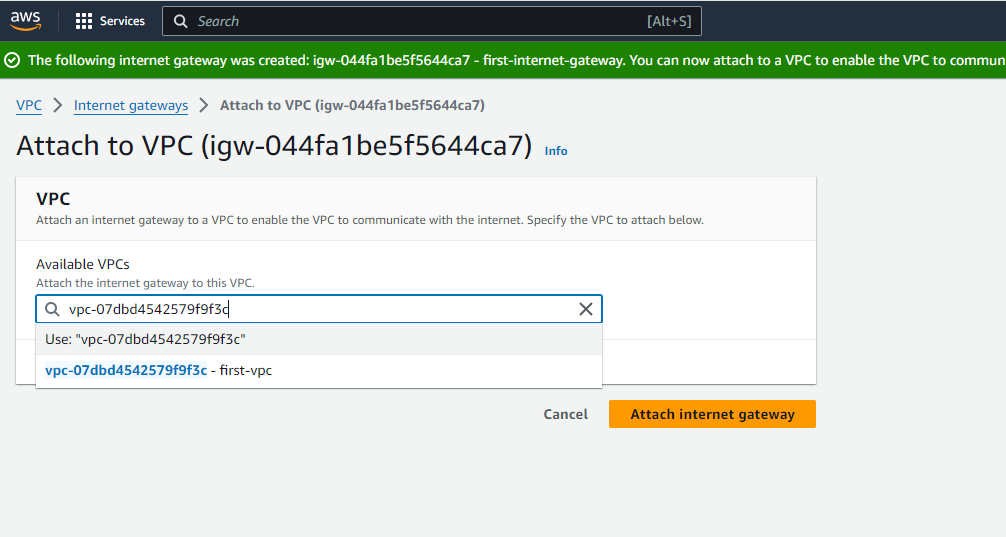 aws
Services
Search
[Alt+S]
The following internet gateway was created: igw-044fa1be5f5644ca7 - first-internet-gateway. You can now attach to a VPC to enable the VPC to commun
VPC > Internet gateways > Attach to VPC (igw-044fa1be5f5644ca7)
Attach to VPC (igw-044fa1be5f5644ca7) Info
VPC
Attach an internet gateway to a VPC to enable the VPC to communicate with the internet. Specify the VPC to attach below.
Available VPCs
Attach the internet gateway to this VPC.
vpc-07dbd4542579f9f3c
Use: "vpc-07dbd4542579f9f3c"
vpc-07dbd4542579f9f3c - first-vpc
Cancel
Attach internet gateway